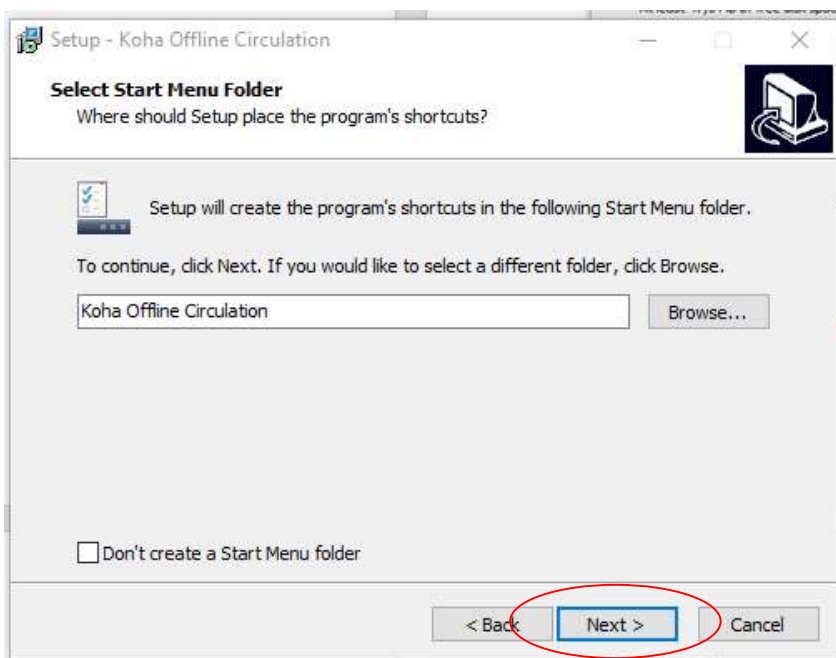 Setup - Koha Offline Circulation
Select Start Menu Folder
Where should Setup place the program's shortcuts?
Setup will create the program's shortcuts in the following Start Menu folder.
To continue, click Next. If you would like to select a different folder, click Browse.
Koha Offline Circulation
Browse...
Don't create a Start Menu folder
< Back
Next >
Cancel